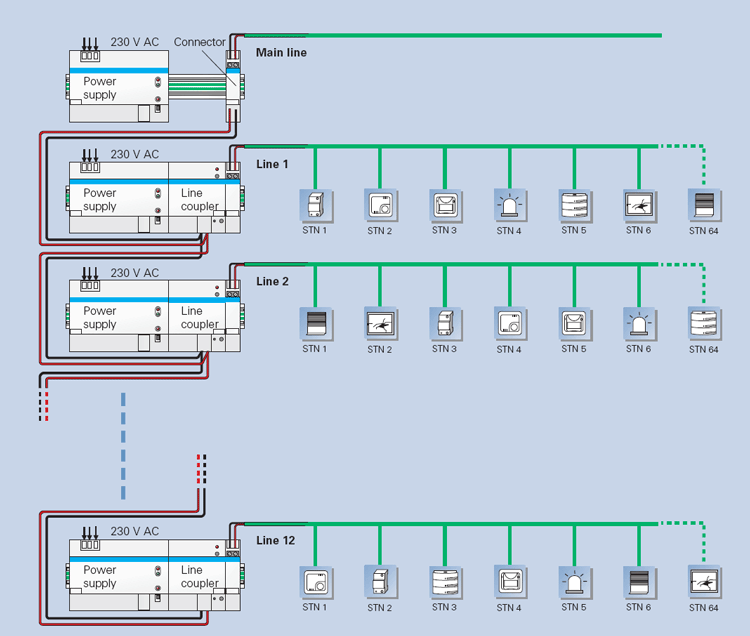 230 V AC
Connector
Main line
Power
supply
230 V AC
Line 1
Power
supply
Line
coupler
STN 1
STN 2
STN 3
STN 4
STN 5
STN 6
STN 64
230 V AC
Line 2
Power
supply
Line
coupler
STN 1
STN 2
STN 3
STN 4
STN 5
STN 6
STN 64
230 V AC
Line 12
Power
supply
Line
coupler
STN 1
STN 2
STN 3
STN 4
STN 5
STN 6
STN 64